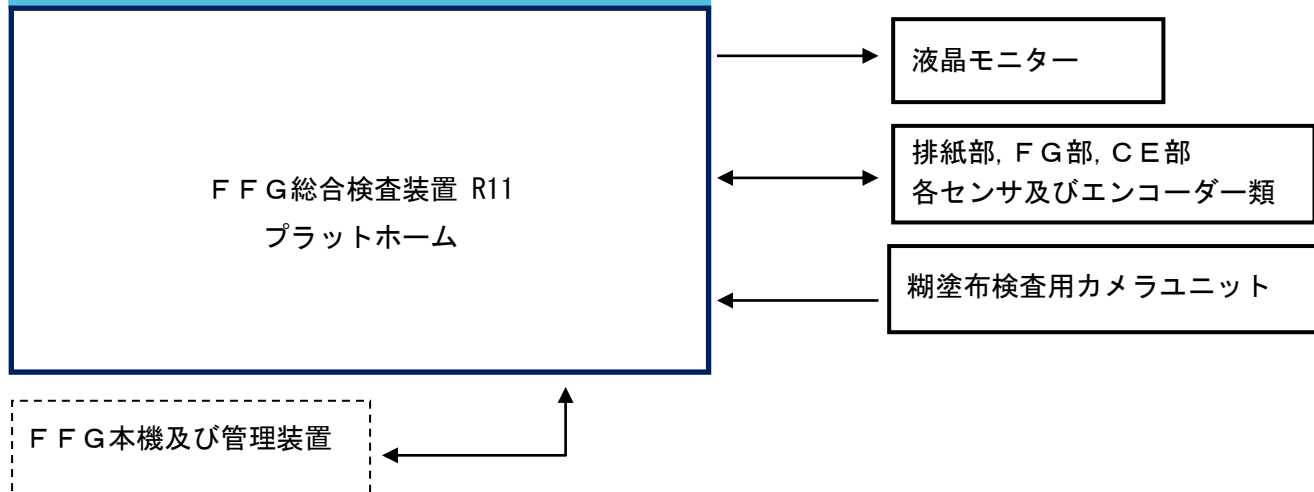 液晶モニター
排紙部，ＦＧ部，ＣＥ部
各センサ及びエンコーダー類
ＦＦＧ総合検査装置 R11
プラットホーム
糊塗布検査用カメラユニット
ＦＦＧ本機及び管理装置